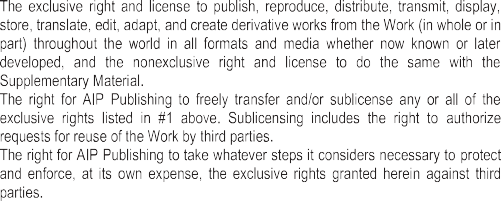 The exclusive right and license to publish, reproduce, distribute, transmit, display,
store, translate, edit, adapt, and create derivative works from the Work (in whole or in
part) throughout the world in all formats and media whether now known or later
developed, and the nonexclusive right and license to do the same with the
Supplementary Material.
The right for AIP Publishing to freely transfer and/or sublicense any or all of the
exclusive rights listed in #1 above. Sublicensing includes the right to authorize
requests for reuse of the Work by third parties.
The right for AIP Publishing to take whatever steps it considers necessary to protect
and enforce, at its own expense, the exclusive rights granted herein against third
parties.